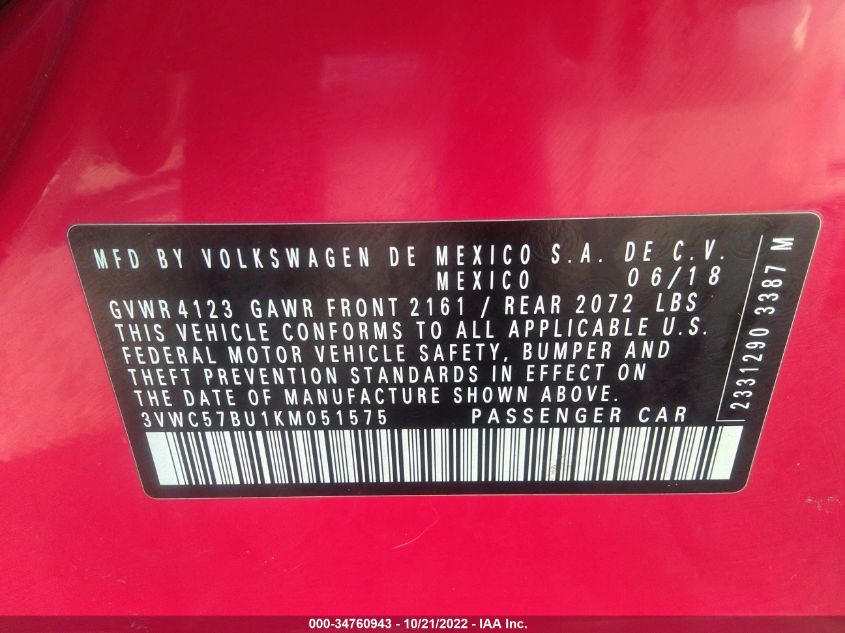 MFD BY VOLKSWAGEN DE MEXICO S.A. DE C.V.
MEXICO 06/18
GVWR 4123 GAWR FRONT 2161 / REAR 2072 LBS
THIS VEHICLE CONFORMS TO ALL APPLICABLE U.S.
FEDERAL MOTOR VEHICLE SAFETY, BUMPER AND
THEFT PREVENTION STANDARDS IN EFFECT ON
THE DATE OF MANUFACTURE SHOWN ABOVE.
3VWC57BU1KM051575 PASSENGER CAR
2331290 3387 M
000-34760943 - 10/21/2022 - IAA Inc.